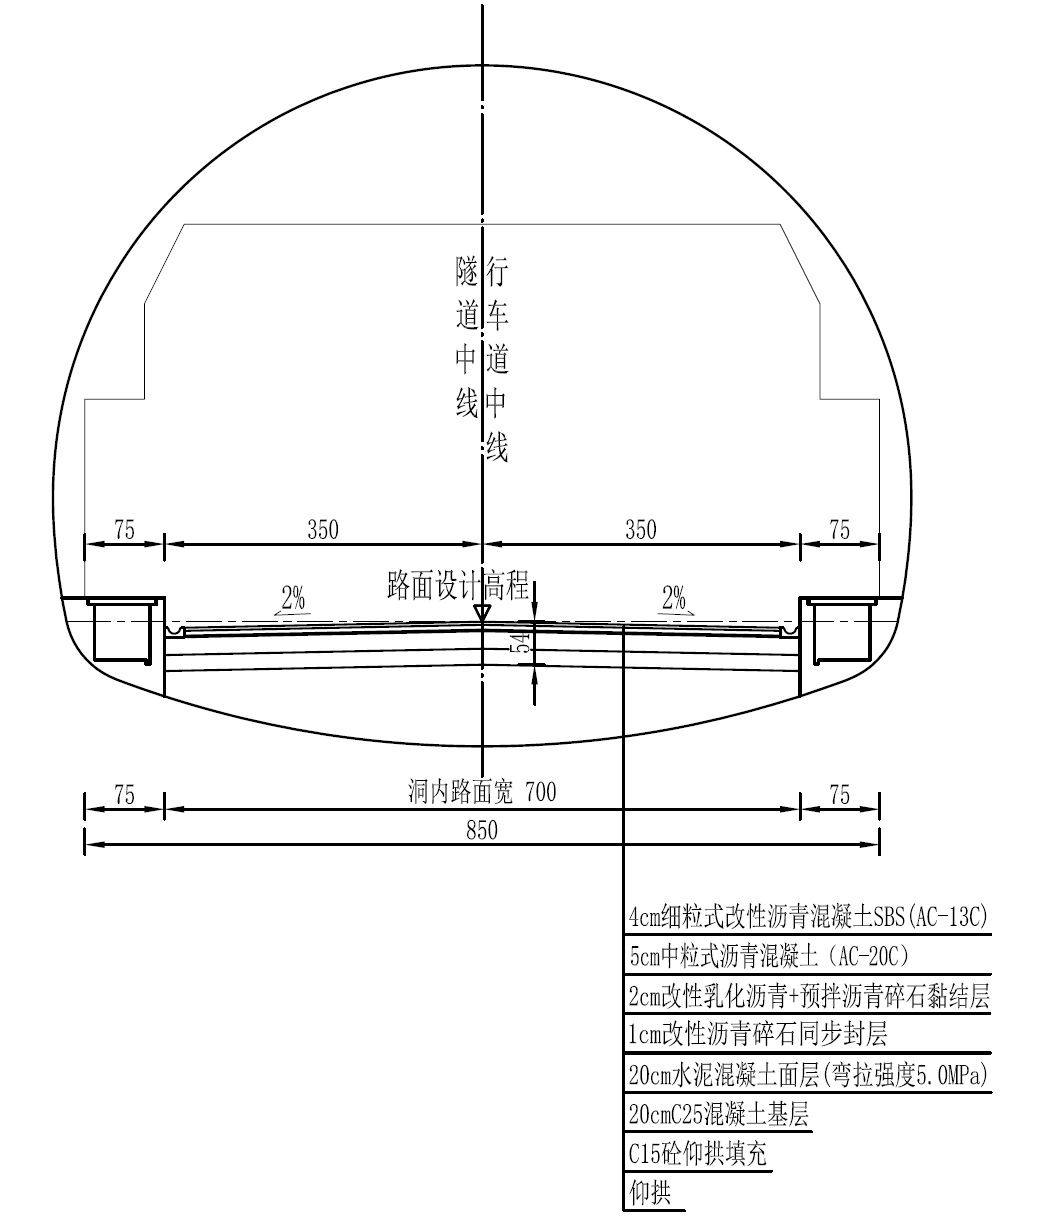 隧道中线
行车道中线
75
350
350
75
路面设计高程
2%
2%
54
75
洞内路面宽 700
75
850
4cm细粒式改性沥青混凝土SBS(AC-13C)
5cm中粒式沥青混凝土（AC-20C）
2cm改性乳化沥青+预拌沥青碎石黏结层
1cm改性沥青碎石同步封层
20cm水泥混凝土面层(弯拉强度5.0MPa)
20cmC25混凝土基层
C15砼仰拱填充
仰拱